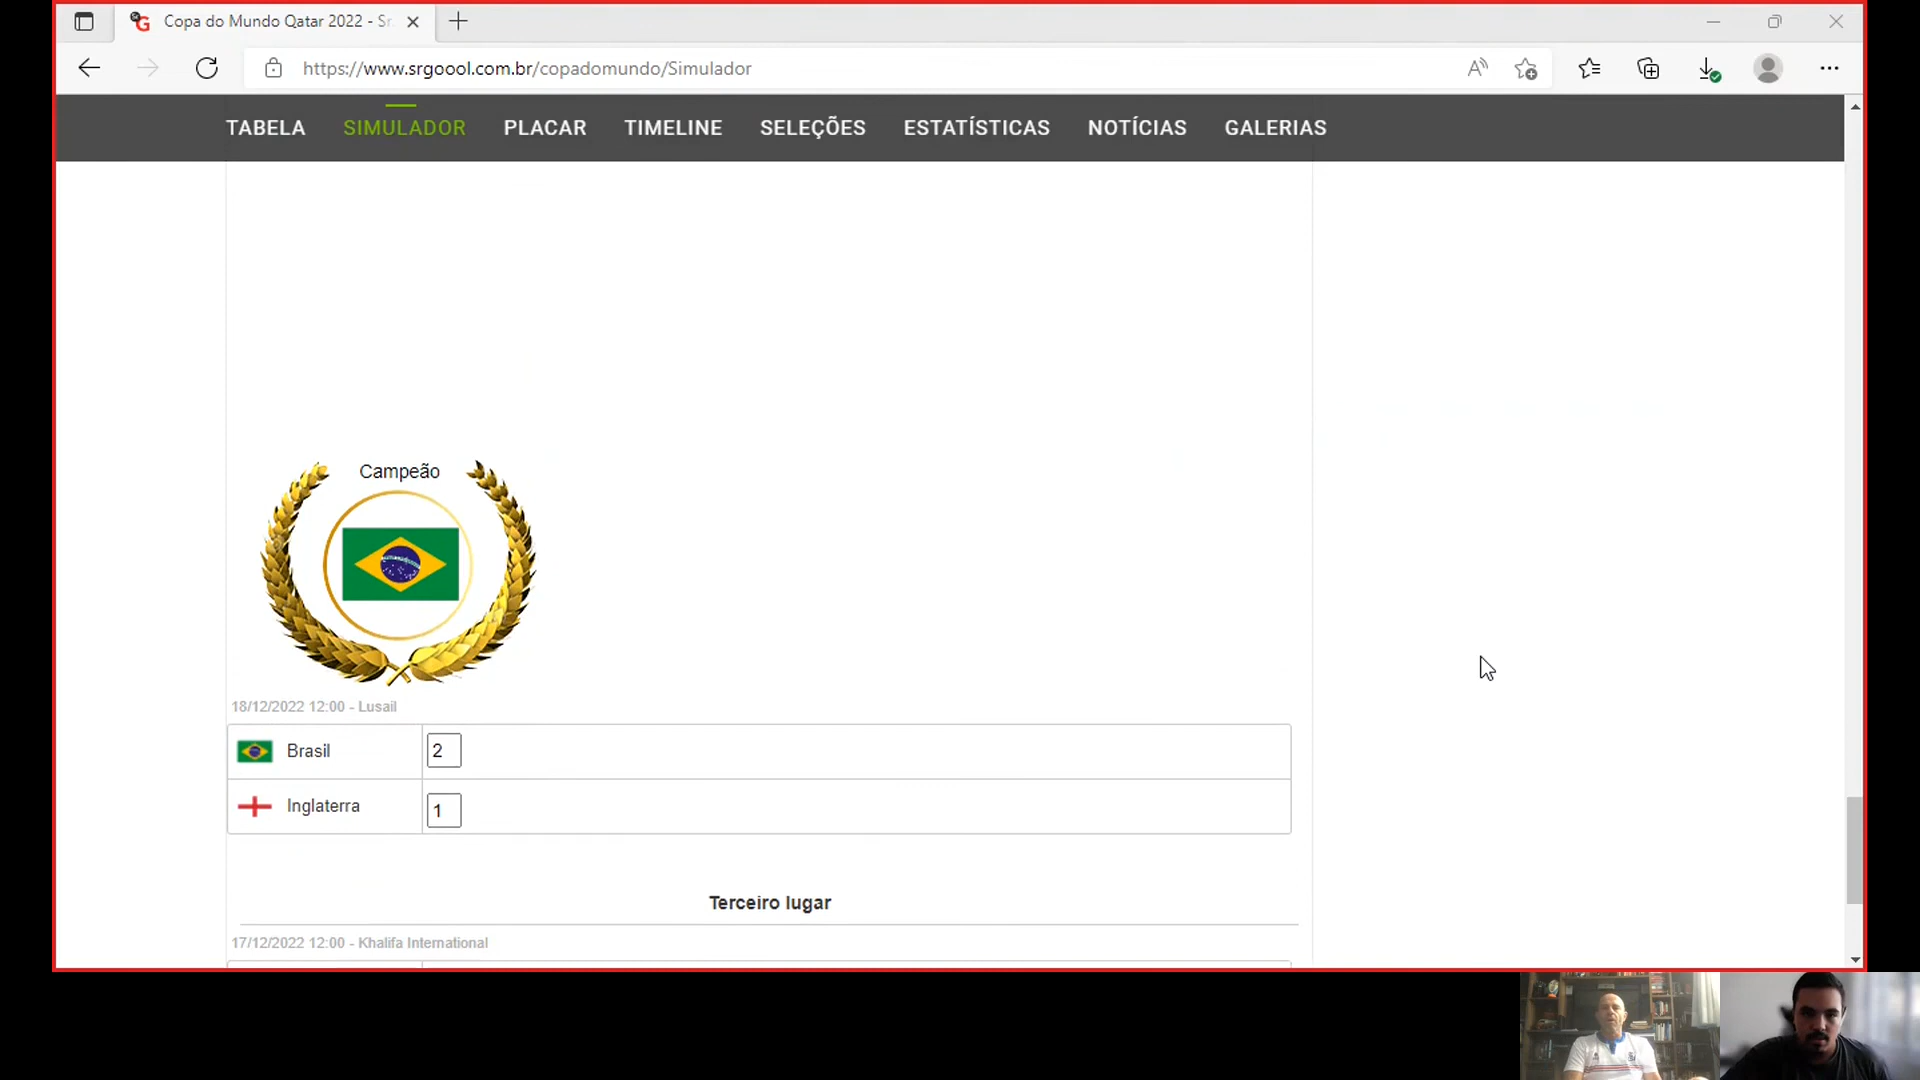 Copa do Mundo Qatar 2022 - Sr
https://www.srgoool.com.br/copadomundo/Simulador
TABELA SIMULADOR PLACAR TIMELINE SELEÇÕES ESTATÍSTICAS NOTÍCIAS GALERIAS
Campeão
18/12/2022 12:00 - Lusail
Brasil 2
Inglaterra 1
Terceiro lugar
17/12/2022 12:00 - Khalifa International